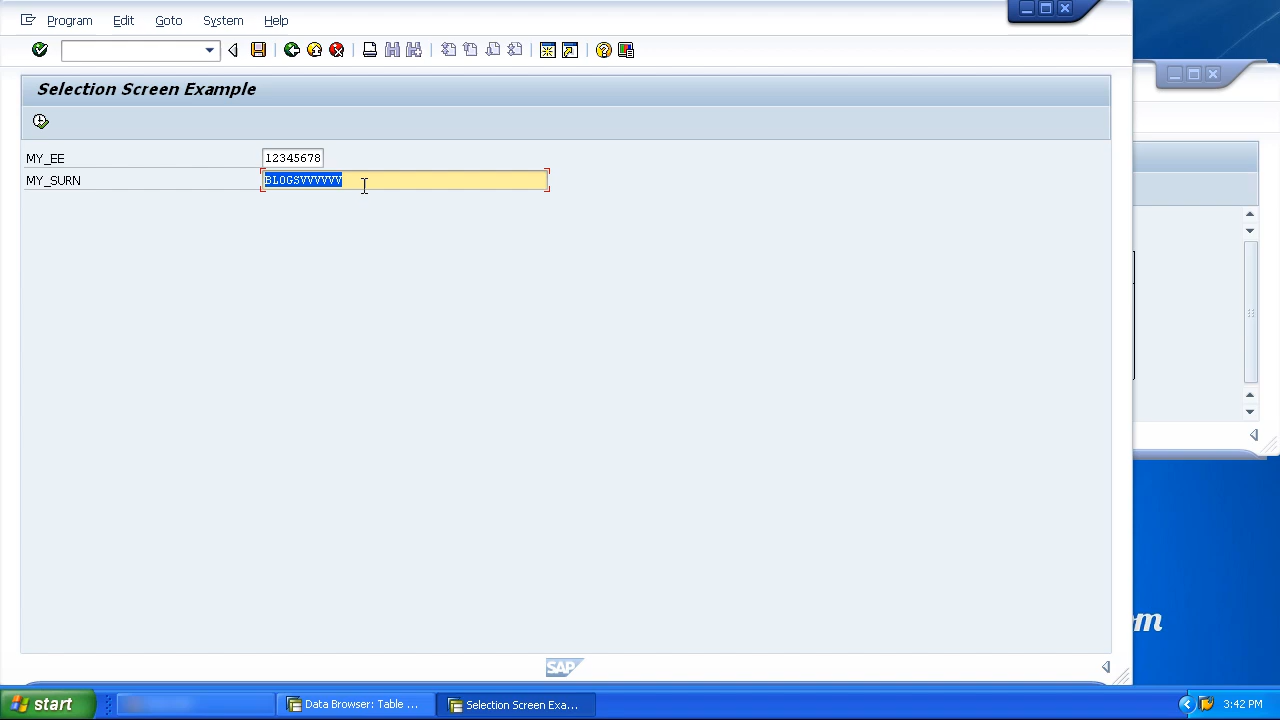 Program Edit Goto System Help
Selection Screen Example
MY_EE 12345678
MY_SURN BLOGSVVVVVV
om
SAP
start
Data Browser: Table ...
Selection Screen Exa...
3:42 PM